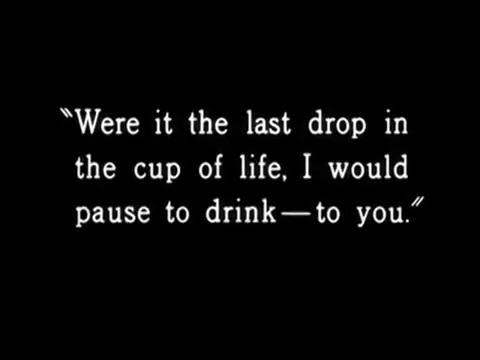 "Were it the last drop in
the cup of life, I would
pause to drink—to you."